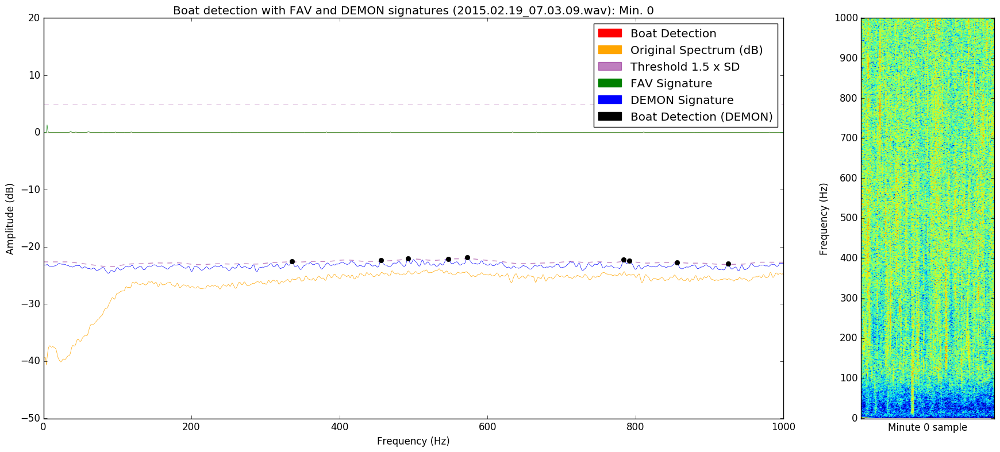 Boat detection with FAV and DEMON signatures (2015.02.19_07.03.09.wav): Min. 0
Boat Detection
Original Spectrum (dB)
Threshold 1.5 x SD
FAV Signature
DEMON Signature
Boat Detection (DEMON)
Amplitude (dB)
20
10
0
−10
−20
−30
−40
−50
0
200
400
600
800
1000
Frequency (Hz)
Frequency (Hz)
1000
900
800
700
600
500
400
300
200
100
0
Minute 0 sample